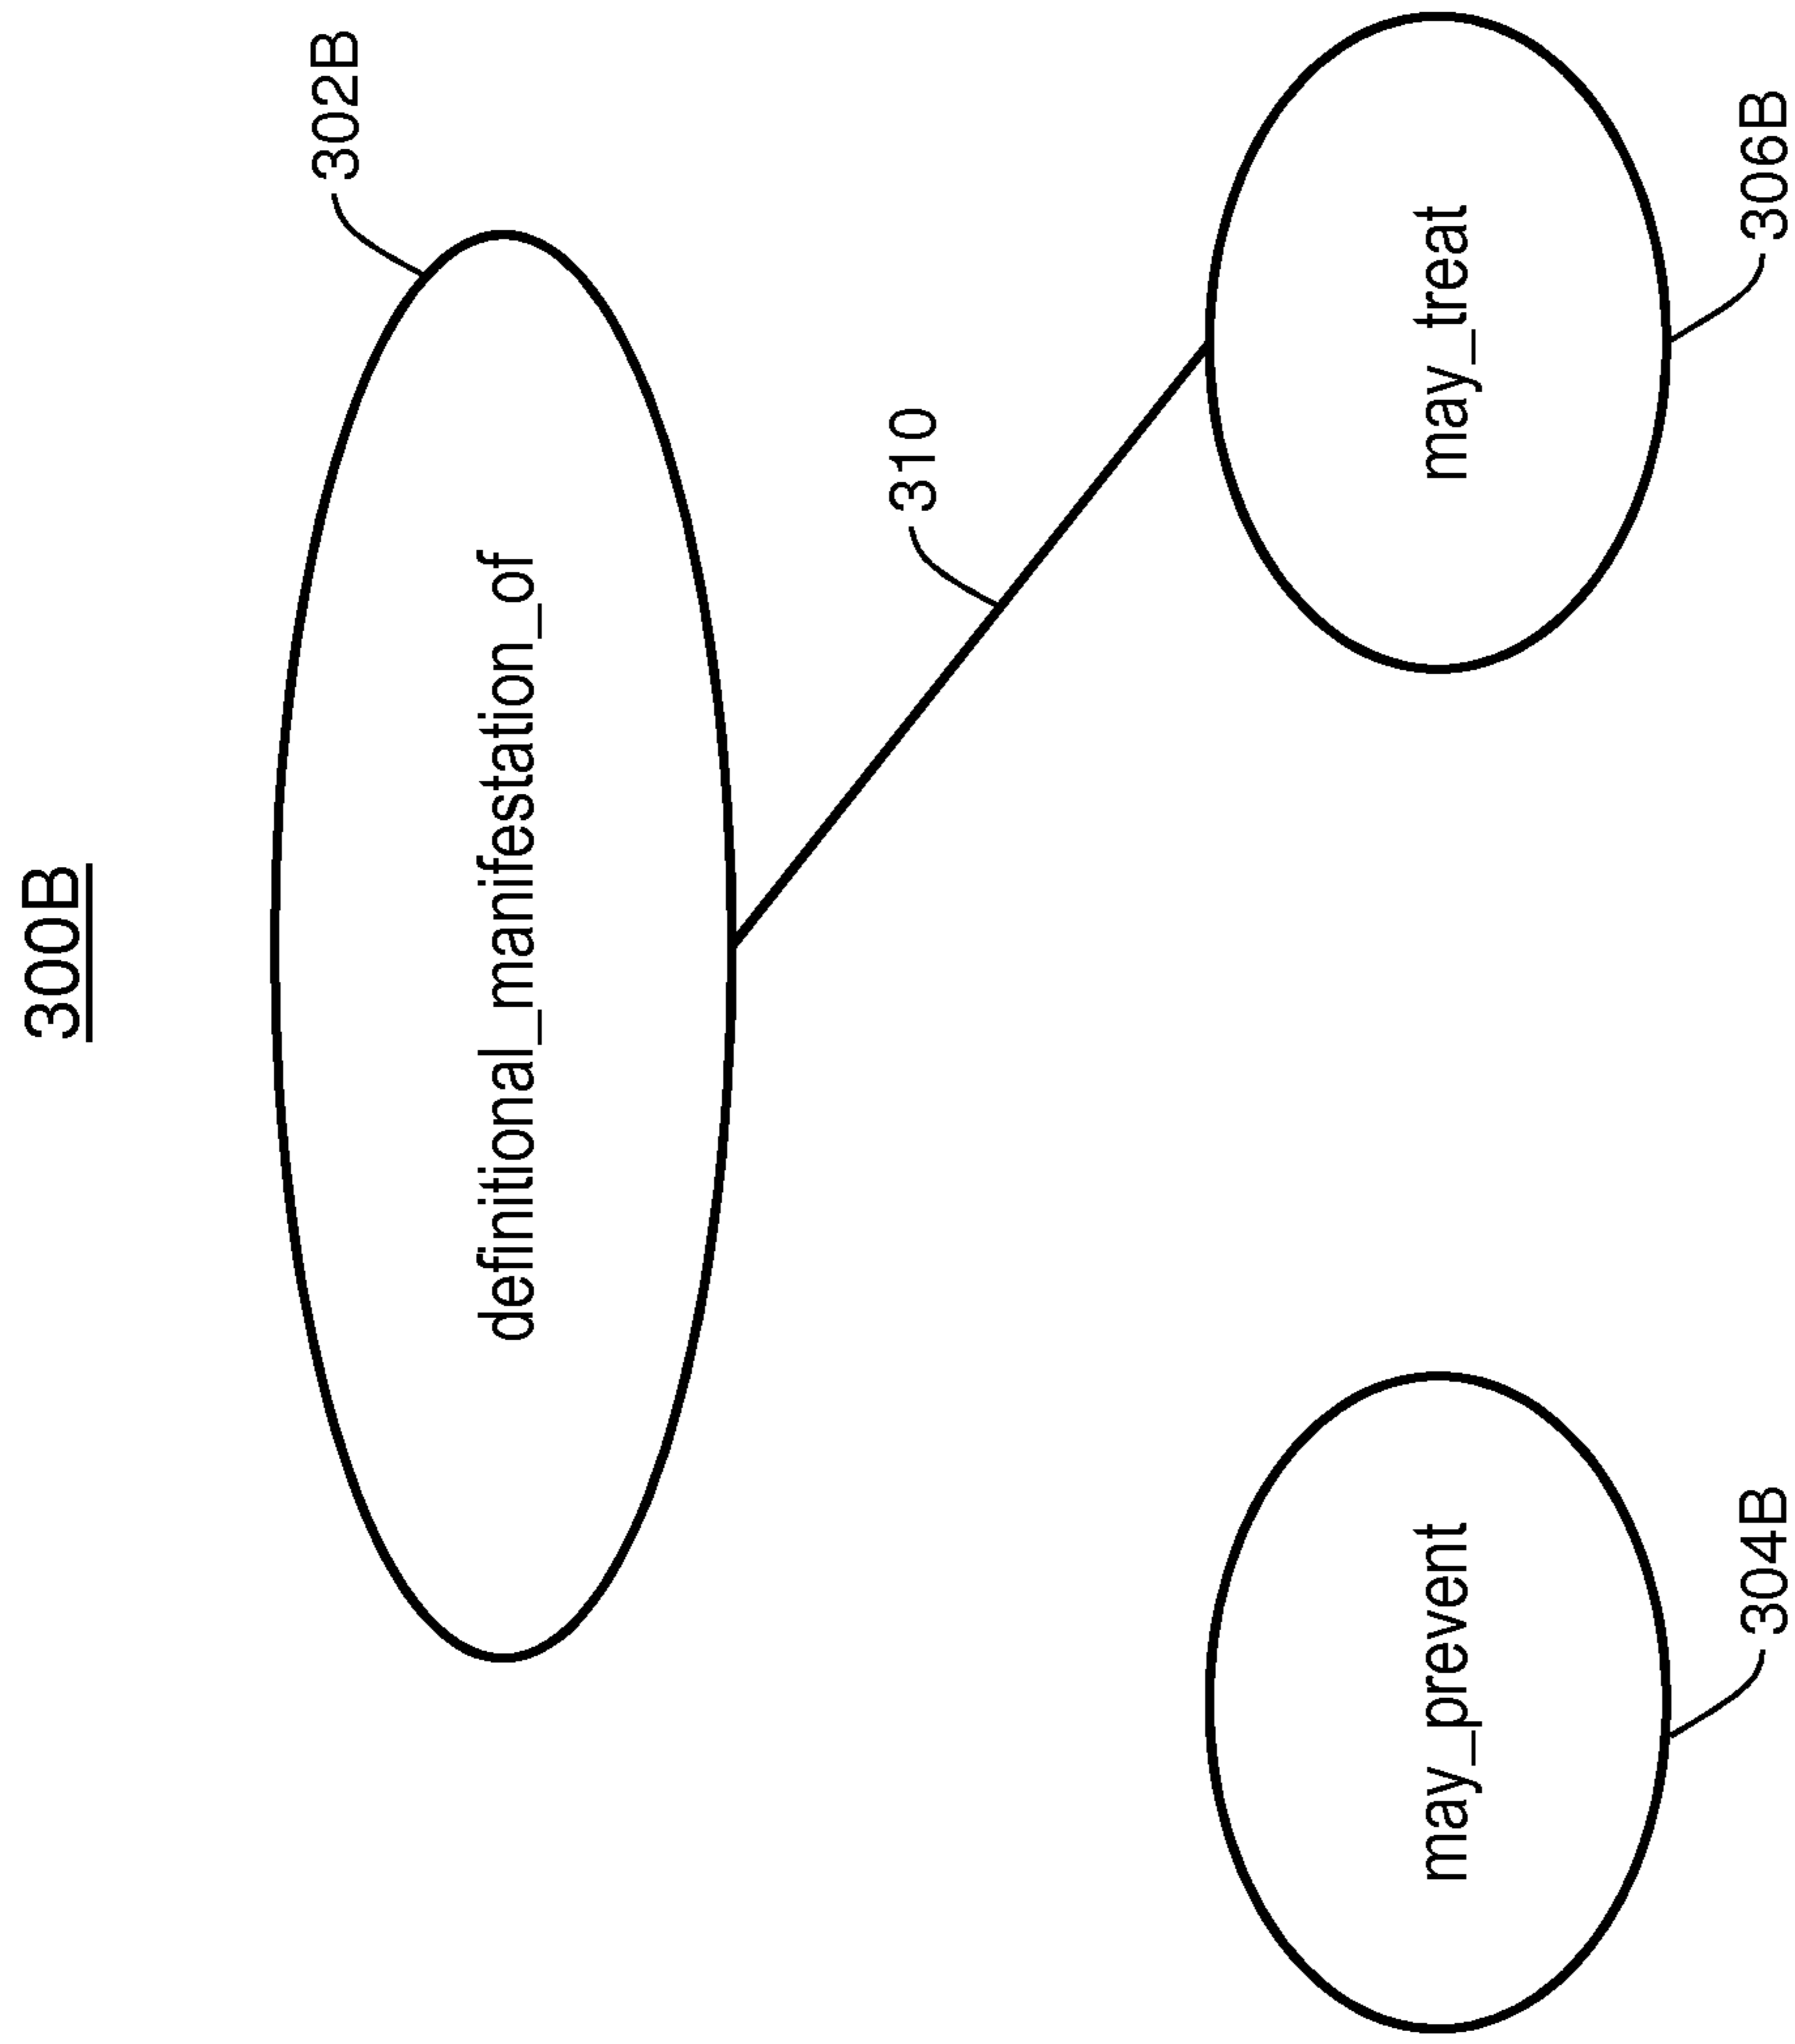 300B
302B
definitional_manifestation_of
310
may_prevent
may_treat
304B
306B